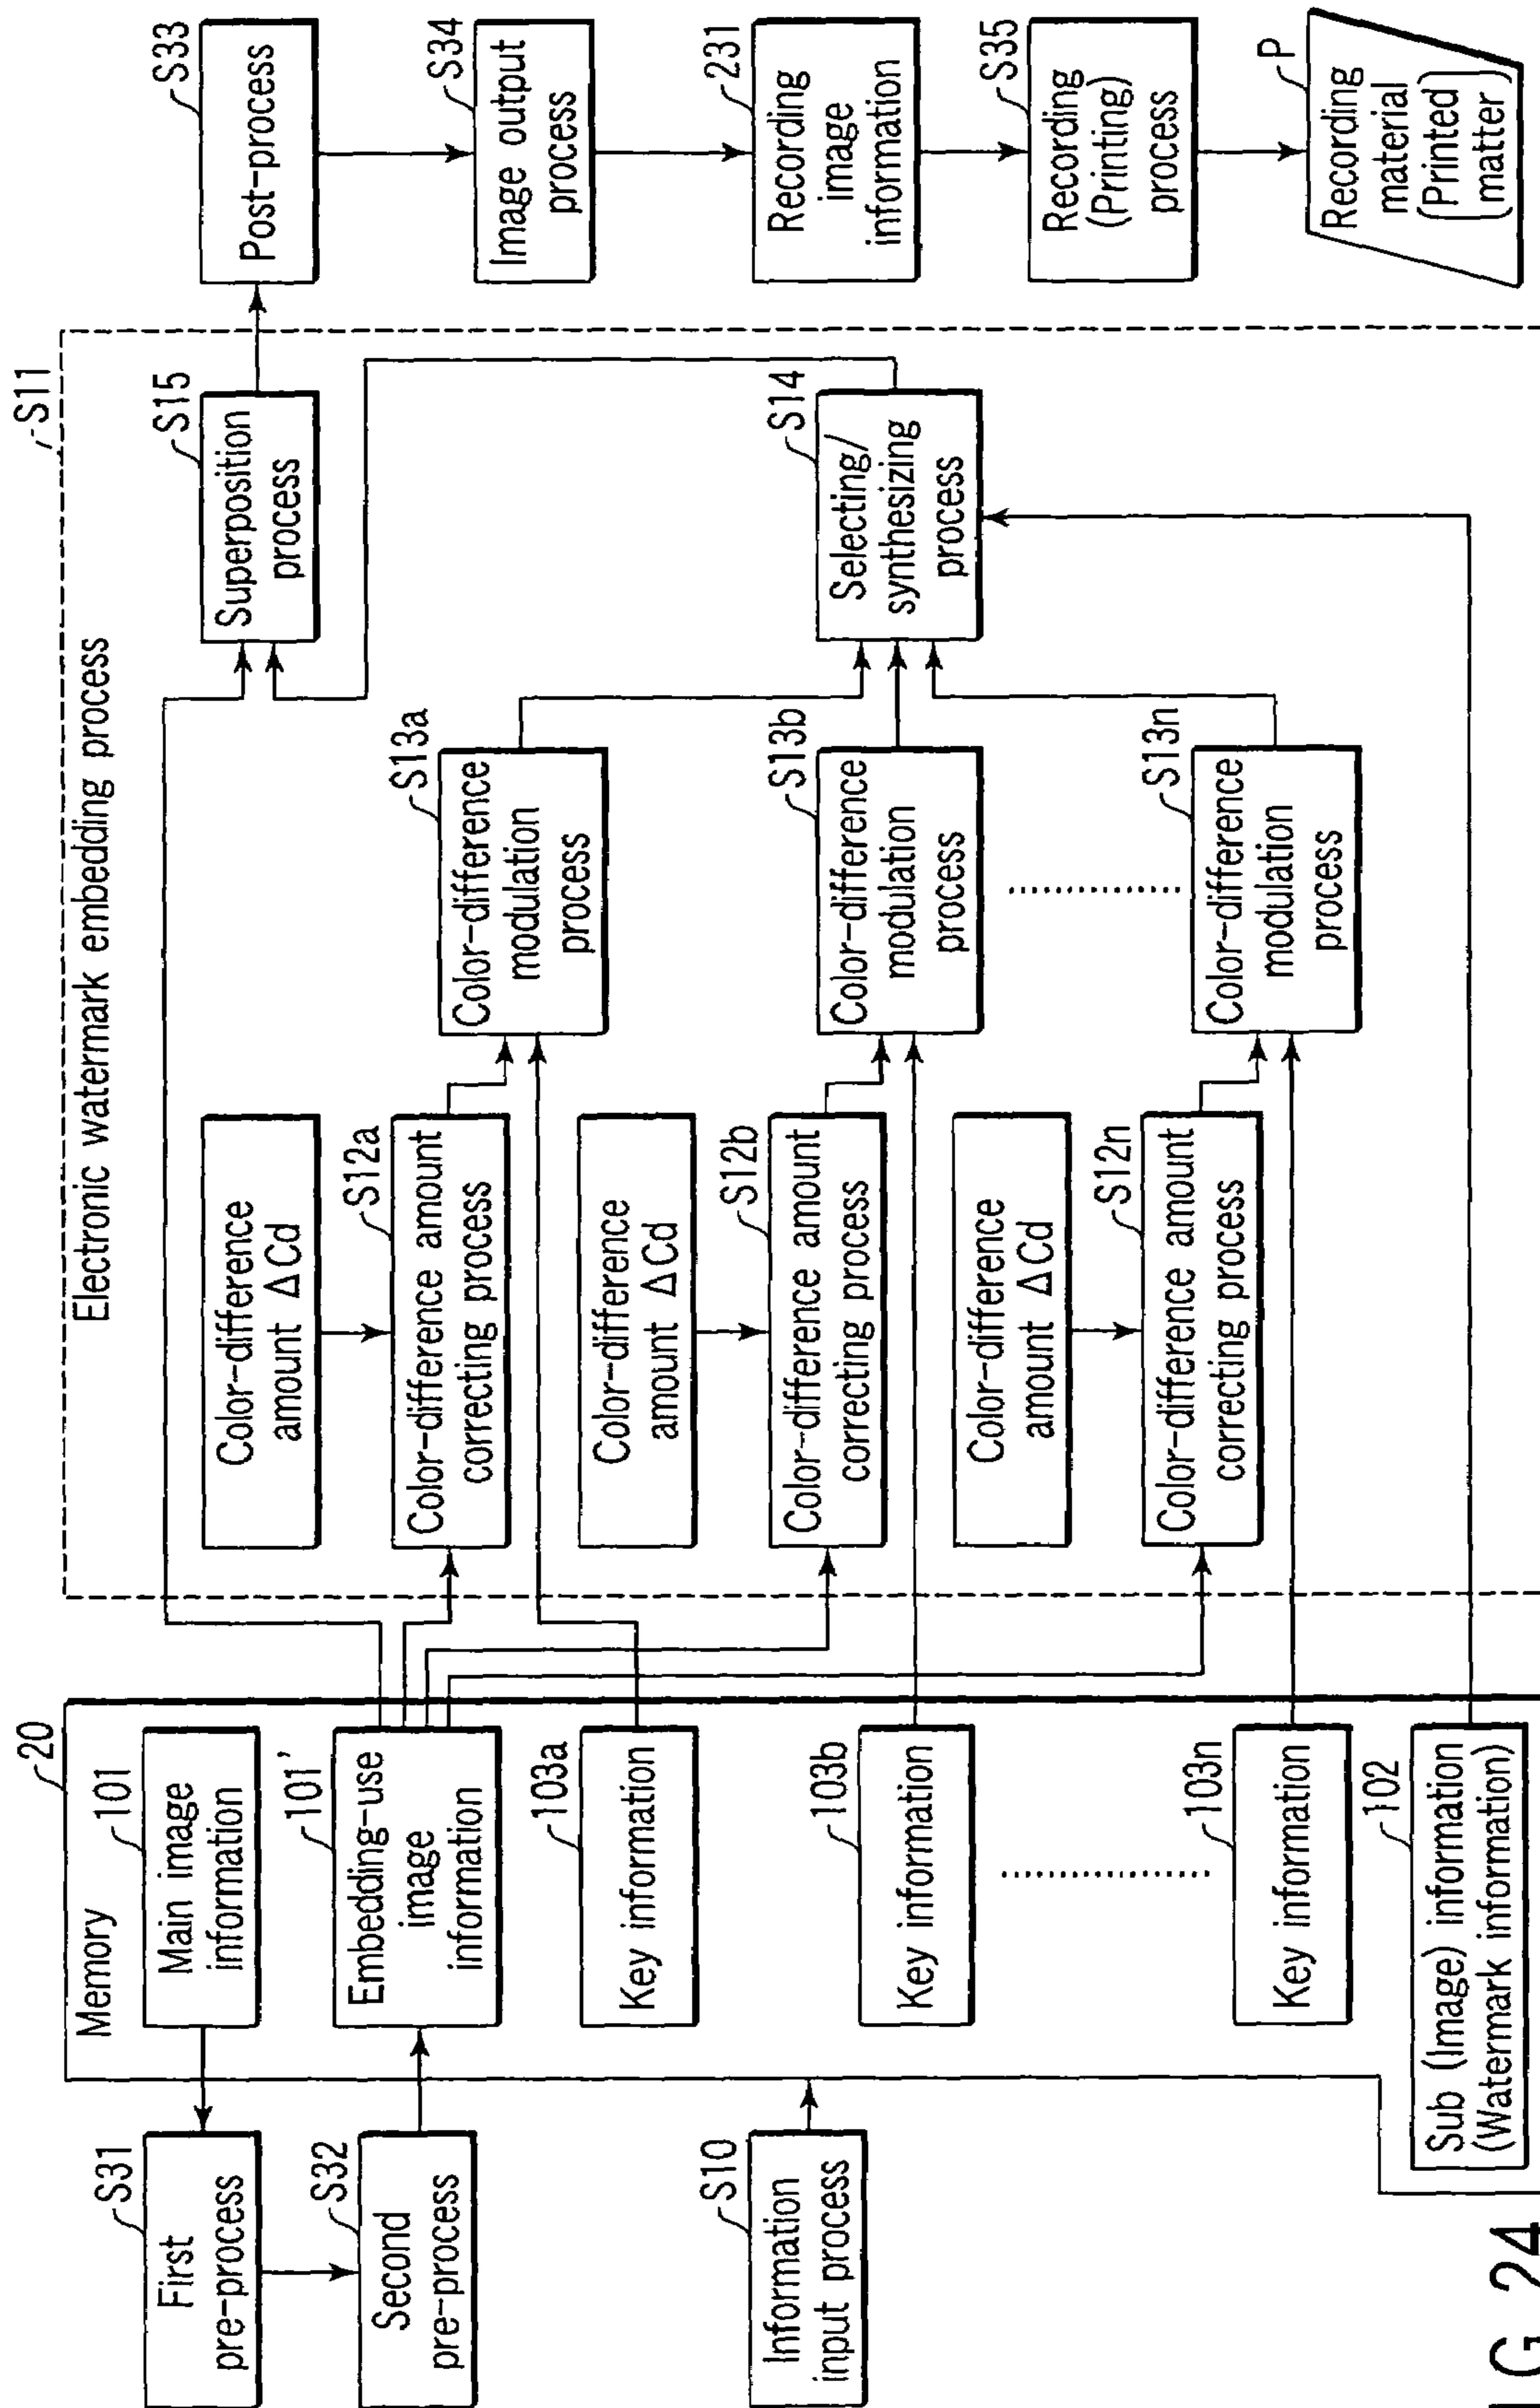 S11
Electronic watermark embedding process
S31
First
pre-process
S32
Second
pre-process
S10
Information
input process
20
Memory
101
Main image
information
101'
Embedding-use
image
information
103a
Key information
103b
Key information
103n
Key information
102
Sub (Image) information
(Watermark information)
Color-difference
amount ΔCd
S12a
Color-difference amount
correcting process
Color-difference
amount ΔCd
S12b
Color-difference amount
correcting process
Color-difference
amount ΔCd
S12n
Color-difference amount
correcting process
S13a
Color-difference
modulation
process
S13b
Color-difference
modulation
process
S13n
Color-difference
modulation
process
S15
Superposition
process
S14
Selecting/
synthesizing
process
S33
Post-process
S34
Image output
process
231
Recording
image
information
S35
Recording
(Printing)
process
P
Recording
material
(Printed
matter)
IG. 24